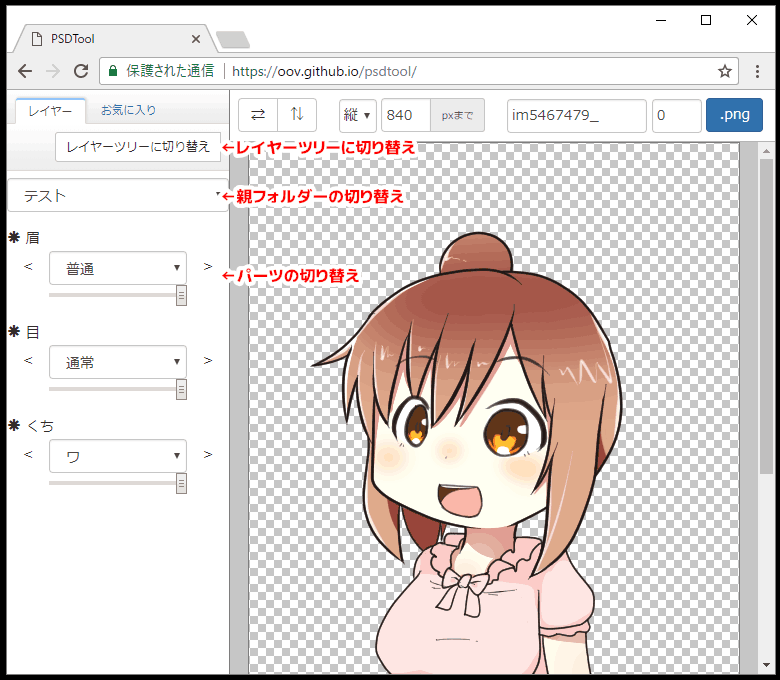 PSDTool
保護された通信 https://oov.github.io/psdtool/
レイヤー お気に入り
縦 840 pxまで im5467479_ 0 .png
レイヤーツリーに切り替え ←レイヤーツリーに切り替え
テスト ←親フォルダーの切り替え
✱ 眉
< 普通 > ←パーツの切り替え
✱ 目
< 通常 >
✱ くち
< ワ >